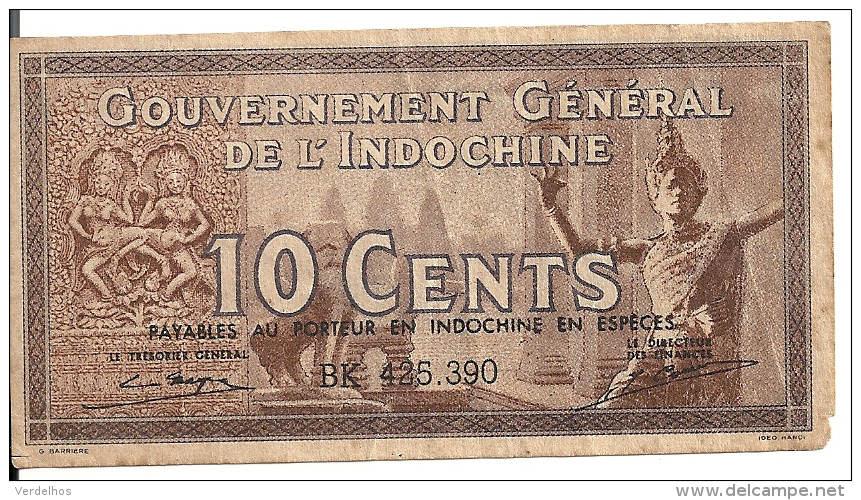 GOUVERNEMENT GÉNÉRAL
DE L'INDOCHINE
10 CENTS
PAYABLES AU PORTEUR EN INDOCHINE EN ESPÈCES
LE TRÉSORIER GÉNÉRAL
LE DIRECTEUR
DES FINANCES
BK 425.390
G. BARRIÈRE
IDEO. HANOI
Verdelhos
www.delcampe.net